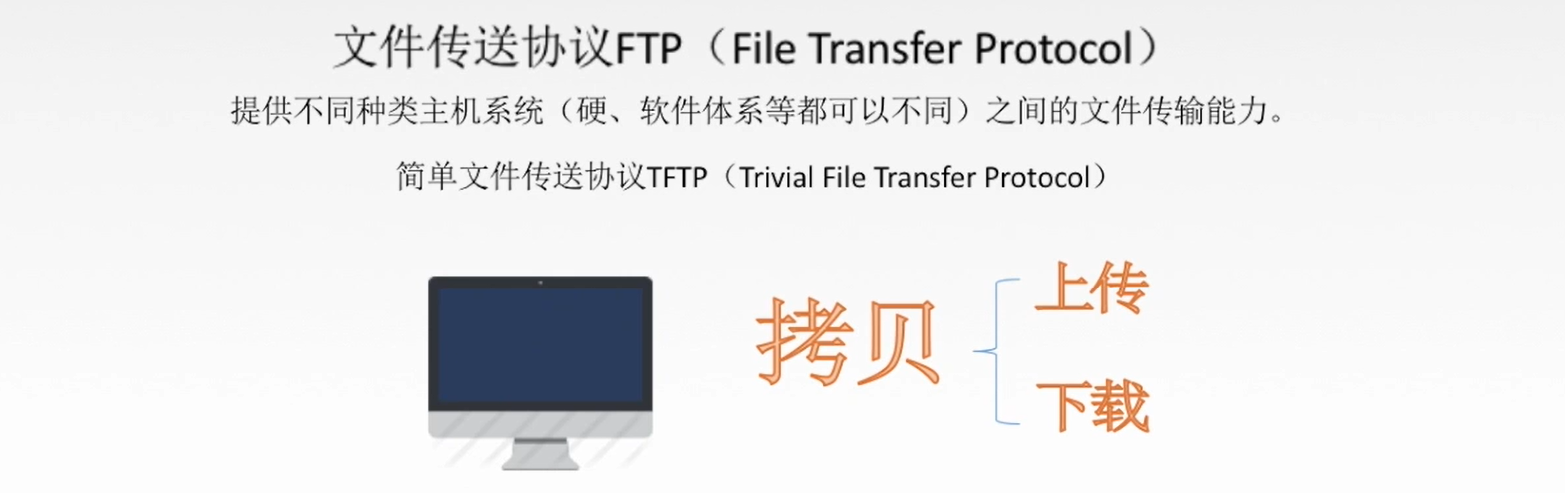 文件传送协议FTP（File Transfer Protocol）
提供不同种类主机系统（硬、软件体系等都可以不同）之间的文件传输能力。
简单文件传送协议TFTP（Trivial File Transfer Protocol）
拷贝
上传
下载